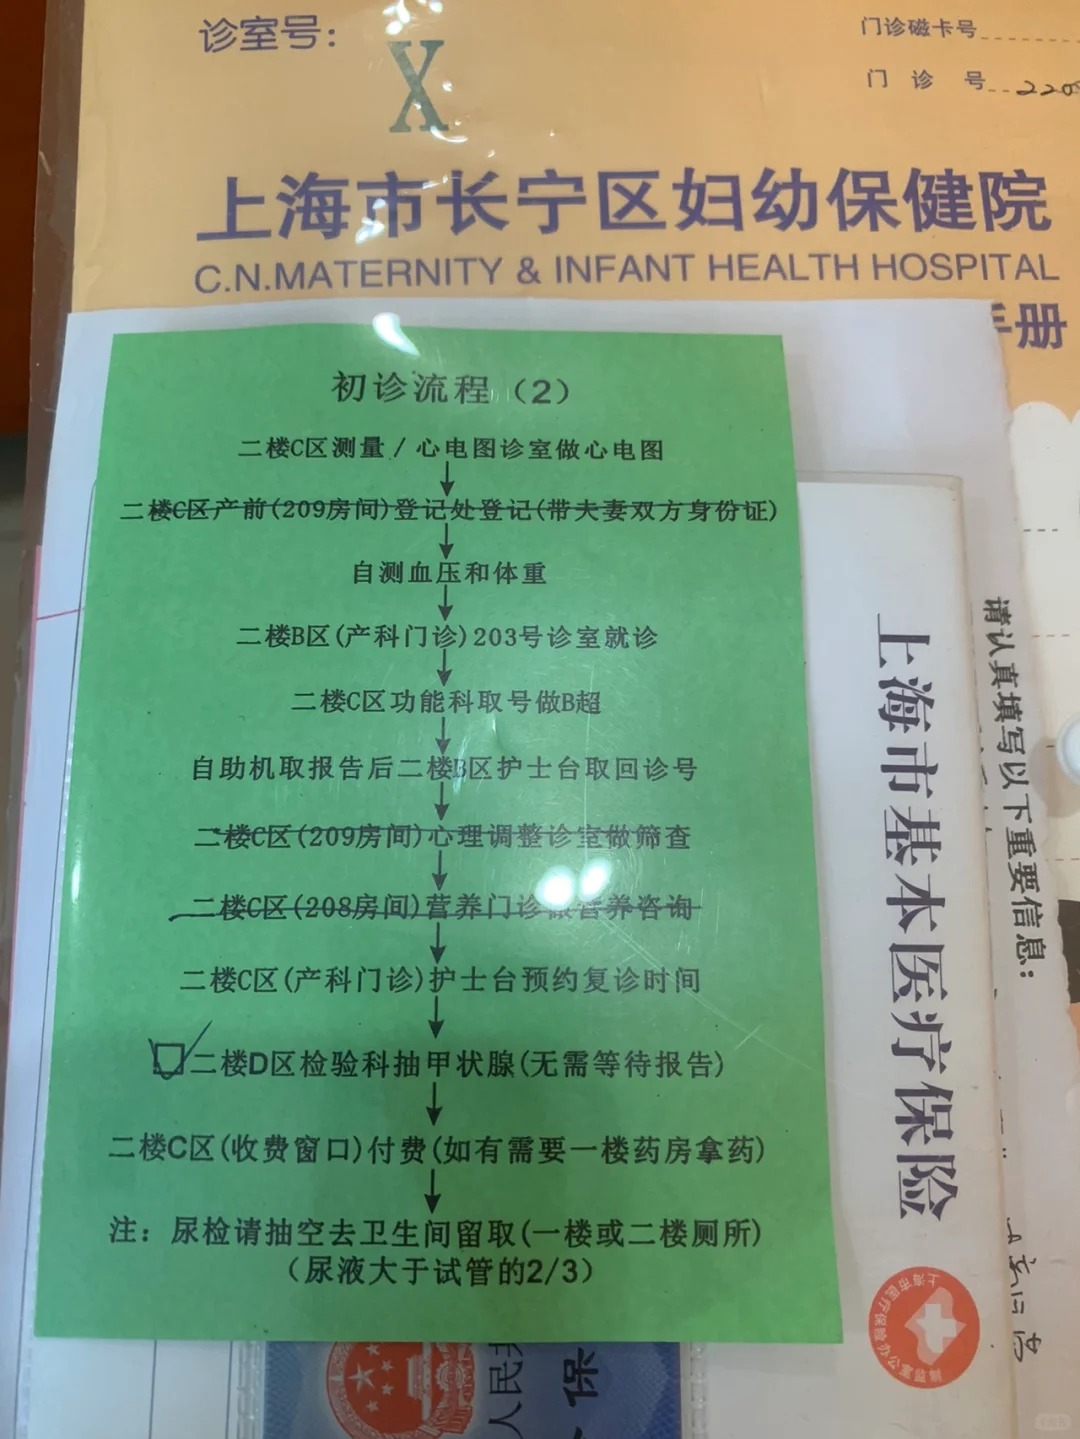 诊室号：
X
门诊磁卡号
门 诊 号 220
上海市长宁区妇幼保健院
C.N.MATERNITY & INFANT HEALTH HOSPITAL
手册
初诊流程（2）
二楼C区测量／心电图诊室做心电图
二楼C区产前(209房间)登记处登记(带夫妻双方身份证)
自测血压和体重
二楼B区(产科门诊)203号诊室就诊
二楼C区功能科取号做B超
自助机取报告后二楼B区护士台取回诊号
二楼C区(209房间)心理调整诊室做筛查
二楼C区(208房间)营养门诊做营养咨询
二楼C区(产科门诊)护士台预约复诊时间
二楼D区检验科抽甲状腺(无需等待报告)
二楼C区(收费窗口)付费(如有需要一楼药房拿药)
注：尿检请抽空去卫生间留取(一楼或二楼厕所)
（尿液大于试管的2/3）
上海市基本医疗保险
请认真填写以下重要信息：
人民
保